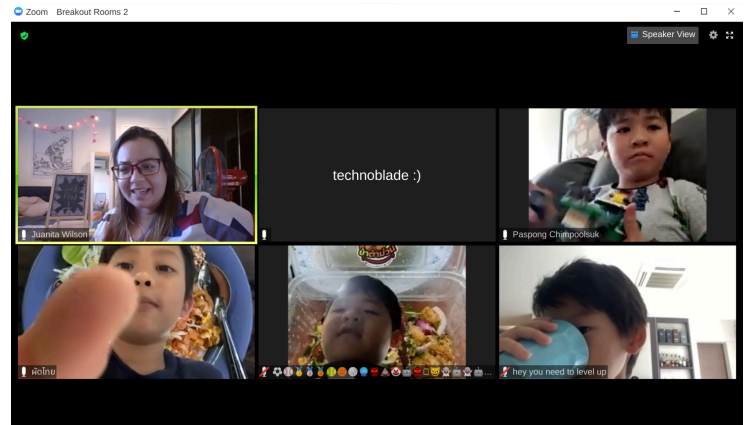 Zoom Breakout Rooms 2
Speaker View
technoblade :)
Juanita Wilson
Paspong Chimpoolsuk
ผัดไทย
hey you need to level up